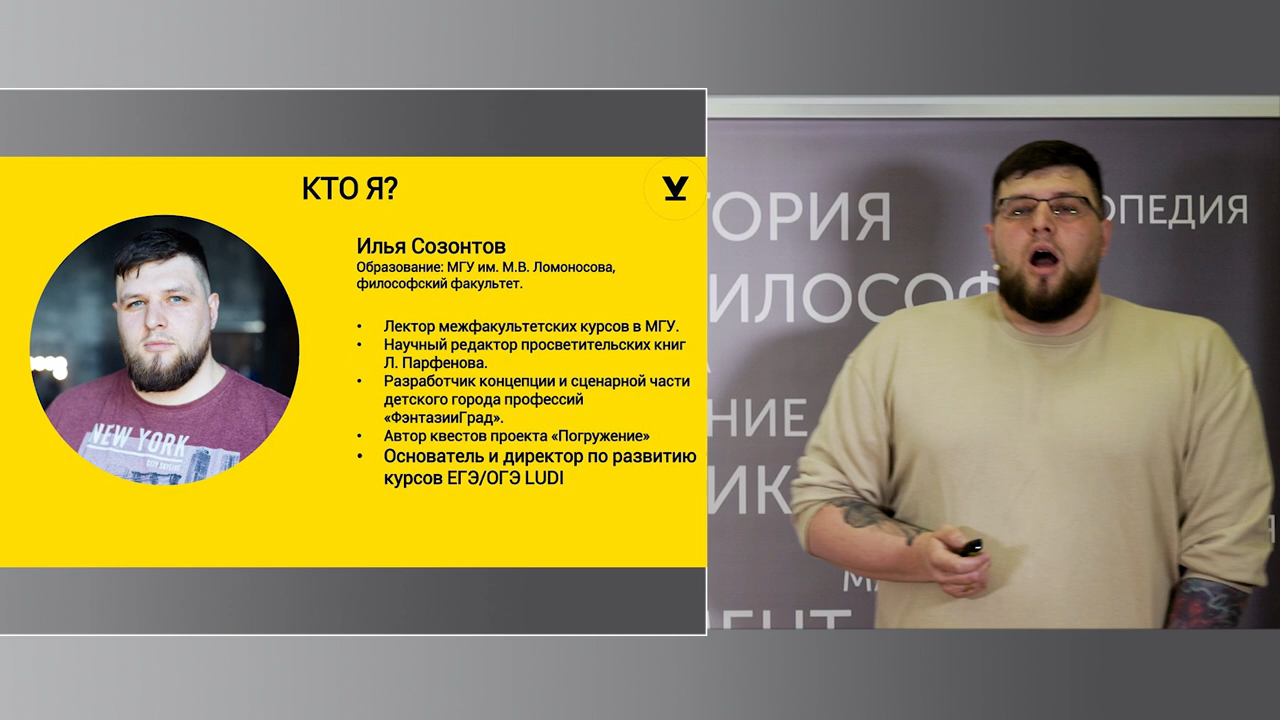 КТО Я?
У
Илья Созонтов
Образование: МГУ им. М.В. Ломоносова,
философский факультет.
• Лектор межфакультетских курсов в МГУ.
• Научный редактор просветительских книг
Л. Парфенова.
• Разработчик концепции и сценарной части
детского города профессий
«ФэнтазииГрад».
• Автор квестов проекта «Погружение»
• Основатель и директор по развитию
курсов ЕГЭ/ОГЭ LUDI
NEW YORK
ТОРИЯ
ОПЕДИЯ
ИЛОСОФ
НИЕ
ИК
МА
ЕНТ